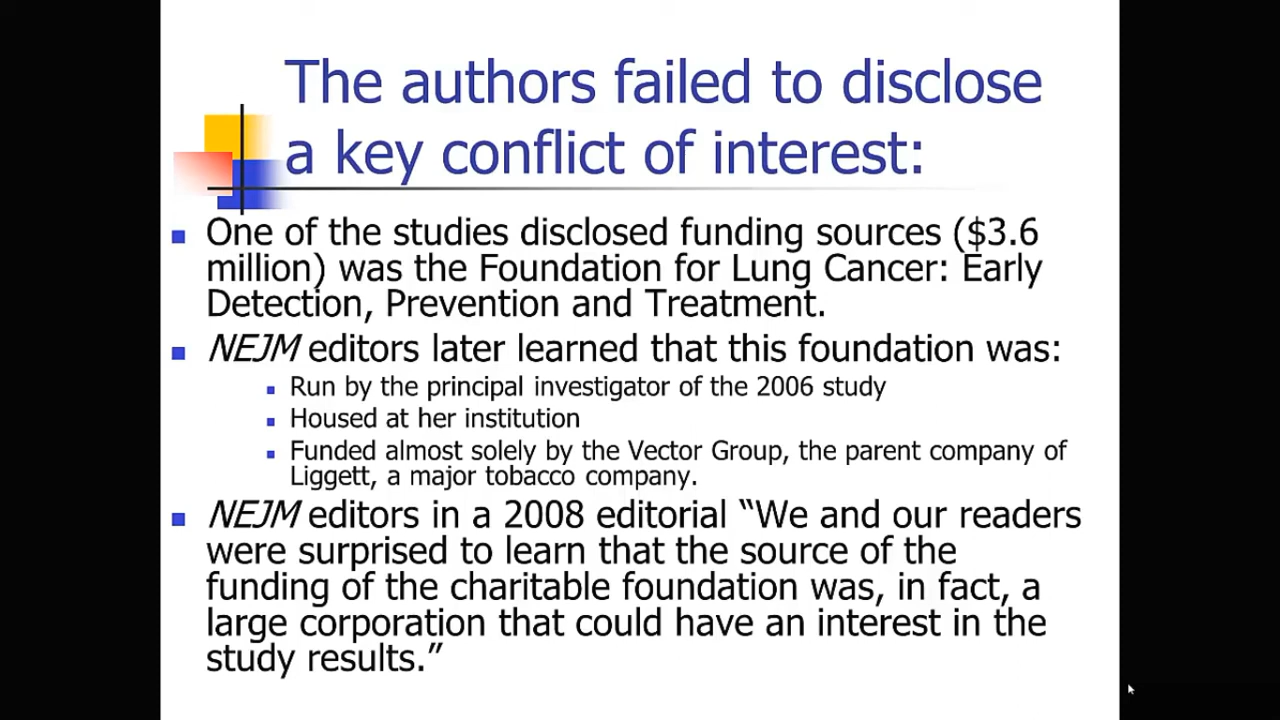 The authors failed to disclose
a key conflict of interest:
One of the studies disclosed funding sources ($3.6
million) was the Foundation for Lung Cancer: Early
Detection, Prevention and Treatment.
NEJM editors later learned that this foundation was:
Run by the principal investigator of the 2006 study
Housed at her institution
Funded almost solely by the Vector Group, the parent company of
Liggett, a major tobacco company.
NEJM editors in a 2008 editorial “We and our readers
were surprised to learn that the source of the
funding of the charitable foundation was, in fact, a
large corporation that could have an interest in the
study results.”